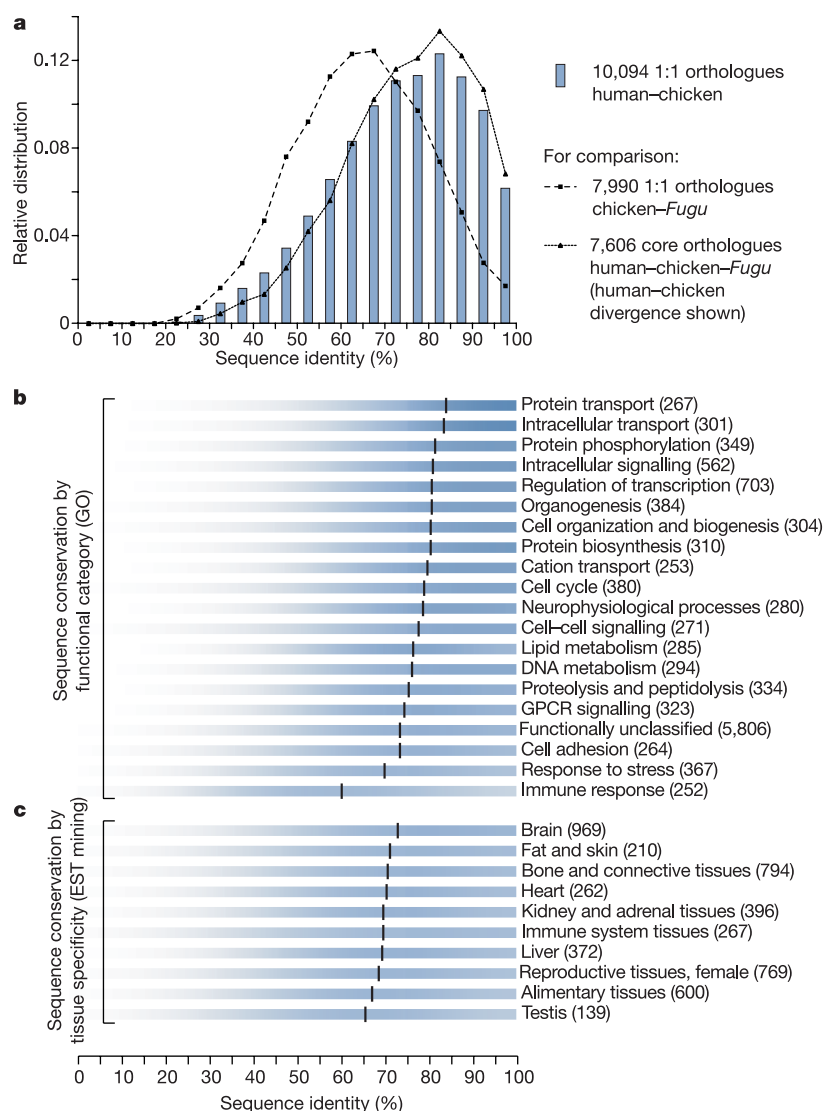 a
0.12
0.08
0.04
0
Relative distribution
0 10 20 30 40 50 60 70 80 90 100
Sequence identity (%)
10,094 1:1 orthologues
human–chicken
For comparison:
7,990 1:1 orthologues
chicken–Fugu
7,606 core orthologues
human–chicken–Fugu
(human–chicken
divergence shown)
b
Sequence conservation by
functional category (GO)
Protein transport (267)
Intracellular transport (301)
Protein phosphorylation (349)
Intracellular signalling (562)
Regulation of transcription (703)
Organogenesis (384)
Cell organization and biogenesis (304)
Protein biosynthesis (310)
Cation transport (253)
Cell cycle (380)
Neurophysiological processes (280)
Cell–cell signalling (271)
Lipid metabolism (285)
DNA metabolism (294)
Proteolysis and peptidolysis (334)
GPCR signalling (323)
Functionally unclassified (5,806)
Cell adhesion (264)
Response to stress (367)
Immune response (252)
c
Sequence conservation by
tissue specificity (EST mining)
Brain (969)
Fat and skin (210)
Bone and connective tissues (794)
Heart (262)
Kidney and adrenal tissues (396)
Immune system tissues (267)
Liver (372)
Reproductive tissues, female (769)
Alimentary tissues (600)
Testis (139)
0 10 20 30 40 50 60 70 80 90 100
Sequence identity (%)